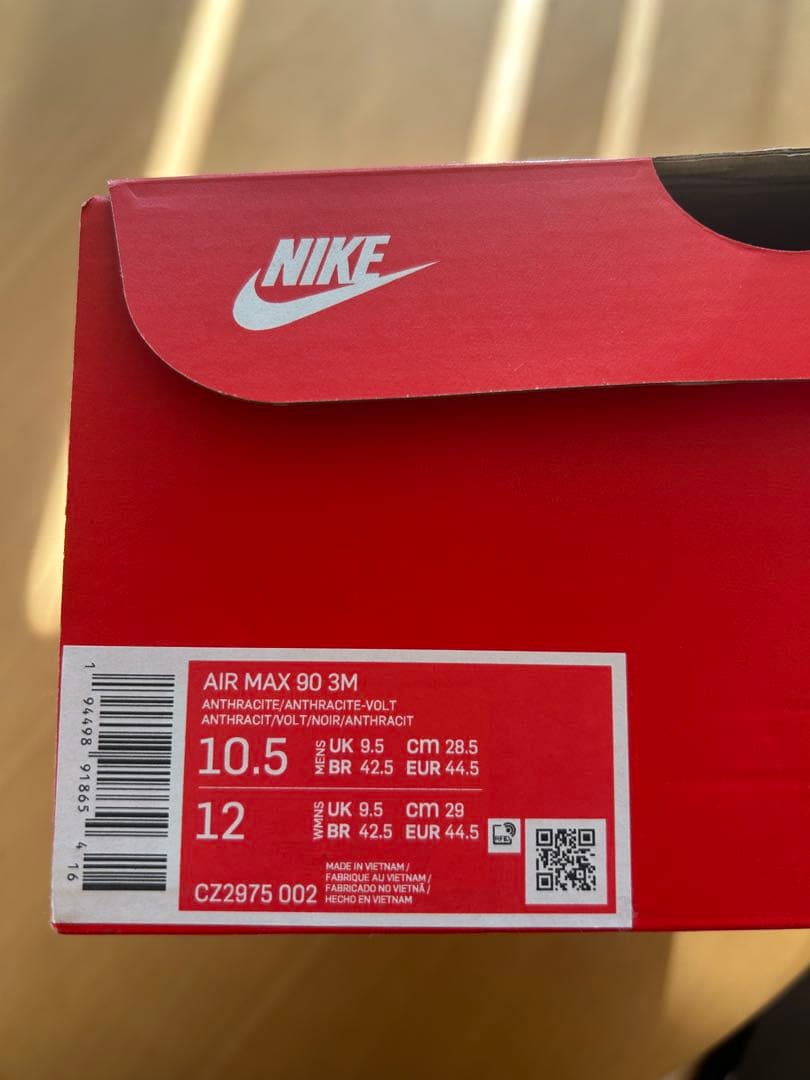 NIKE
AIR MAX 90 3M
ANTHRACITE/ANTHRACITE-VOLT
ANTHRACIT/VOLT/NOIR/ANTHRACIT
10.5 MENS UK 9.5 cm 28.5
BR 42.5 EUR 44.5
12 WMNS UK 9.5 cm 29
BR 42.5 EUR 44.5
RFID
CZ2975 002
MADE IN VIETNAM /
FABRIQUE AU VIETNAM /
FABRICADO NO VIETNÃ /
HECHO EN VIETNAM
1 94498 91865 4 16